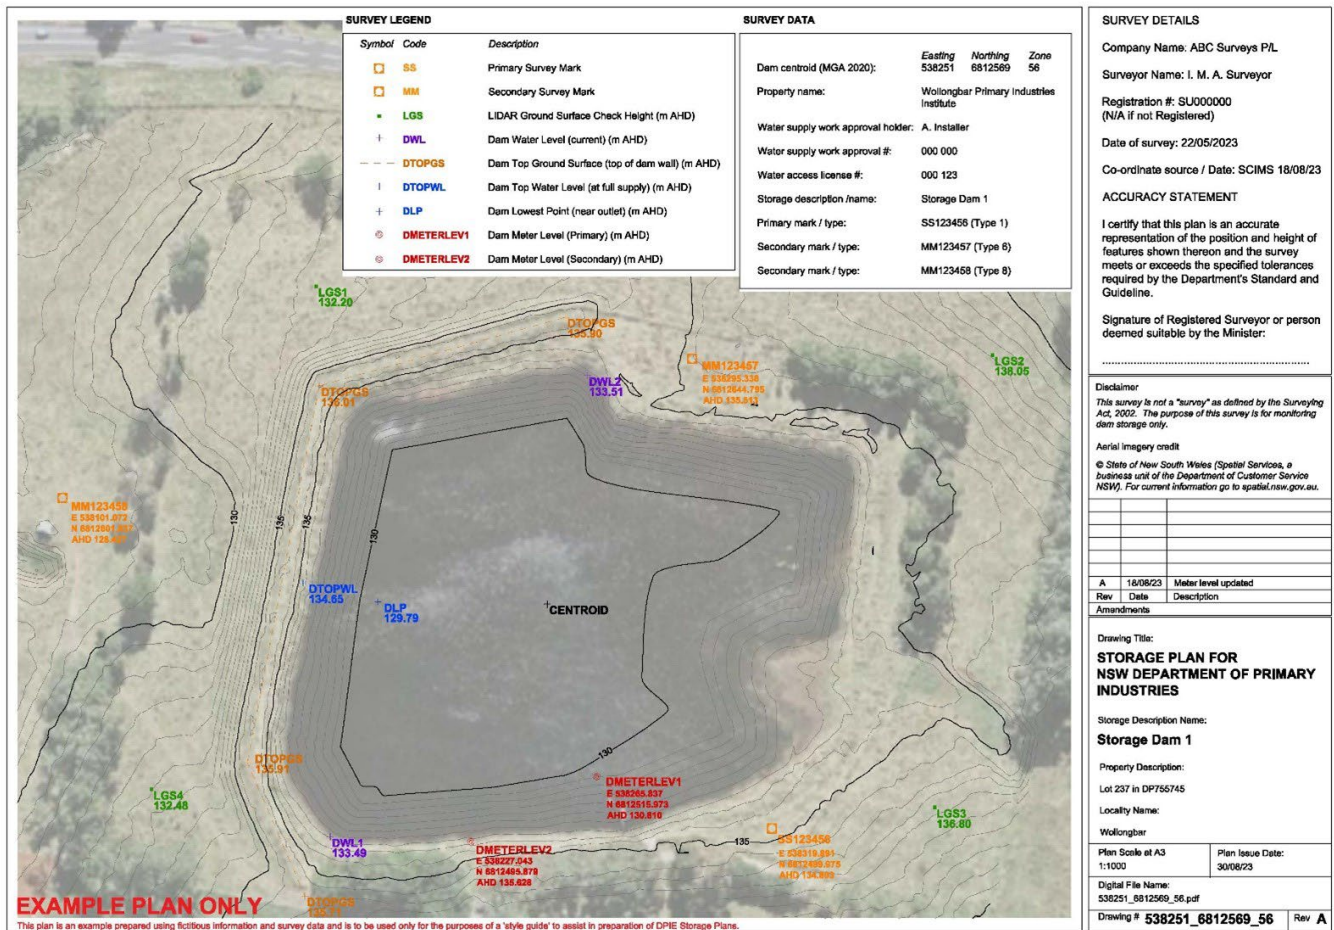 SURVEY LEGEND
Symbol Code Description
SS Primary Survey Mark
MM Secondary Survey Mark
LGS LIDAR Ground Surface Check Height (m AHD)
DWL Dam Water Level (current) (m AHD)
DTOPGS Dam Top Ground Surface (top of dam wall) (m AHD)
DTOPWL Dam Top Water Level (at full supply) (m AHD)
DLP Dam Lowest Point (near outlet) (m AHD)
DMETERLEV1 Dam Meter Level (Primary) (m AHD)
DMETERLEV2 Dam Meter Level (Secondary) (m AHD)
SURVEY DATA
Easting Northing Zone
Dam centroid (MGA 2020): 538251 6812569 56
Property name: Wollongbar Primary Industries
Institute
Water supply work approval holder: A. Installer
Water supply work approval #: 000 000
Water access license #: 000 123
Storage description /name: Storage Dam 1
Primary mark / type: SS123456 (Type 1)
Secondary mark / type: MM123457 (Type 6)
Secondary mark / type: MM123458 (Type 8)
LGS1
132.20
DTOPGS
135.90
MM123457
E 538295.338
N 6812644.795
LGS2
138.05
DWL2
133.51
DTOPGS
MM123458
E 538101.077
130
135
135
130
DTOPWL
134.65
DLP
129.79
CENTROID
130
DTOPGS
135.91
LGS4
132.48
DMETERLEV1
E 538265.837
N 6812515.973
AHD 130.810
LGS3
136.80
SS123456
135
DWL1
133.49
DMETERLEV2
E 538227.043
N 6812495.879
AHD 135.628
DTOPGS
EXAMPLE PLAN ONLY
This plan is an example prepared using fictitious information and survey data and is to be used only for the purposes of a 'style guide' to assist in preparation of DPIE Storage Plans.
SURVEY DETAILS
Company Name: ABC Surveys P/L
Surveyor Name: I. M. A. Surveyor
Registration #: SU000000
(N/A if not Registered)
Date of survey: 22/05/2023
Co-ordinate source / Date: SCIMS 18/08/23
ACCURACY STATEMENT
I certify that this plan is an accurate
representation of the position and height of
features shown thereon and the survey
meets or exceeds the specified tolerances
required by the Department's Standard and
Guideline.
Signature of Registered Surveyor or person
deemed suitable by the Minister:
Disclaimer
This survey is not a "survey" as defined by the Surveying
Act, 2002. The purpose of this survey is for monitoring
dam storage only.
Aerial imagery credit
© State of New South Wales (Spatial Services, a
business unit of the Department of Customer Service
NSW). For current information go to spatial.nsw.gov.au.
A 18/08/23 Meter level updated
Rev Date Description
Amendments
Drawing Title:
STORAGE PLAN FOR
NSW DEPARTMENT OF PRIMARY
INDUSTRIES
Storage Description Name:
Storage Dam 1
Property Description:
Lot 237 in DP755745
Locality Name:
Wollongbar
Plan Scale at A3 Plan Issue Date:
1:1000 30/08/23
Digital File Name:
538251_6812569_56.pdf
Drawing # 538251_6812569_56 Rev A